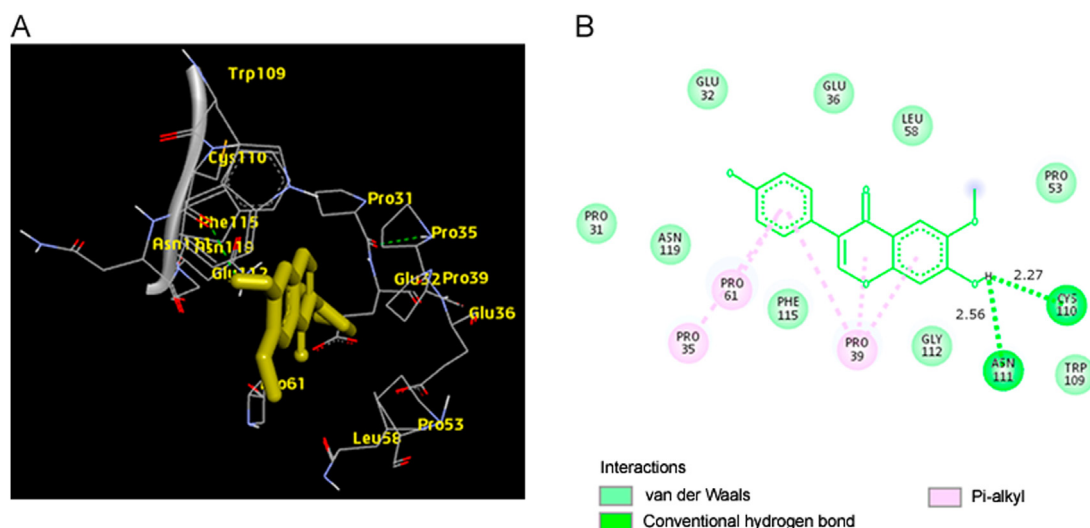 A
Trp109
Cys110
Phe115
Asn119
Pro31
Pro35
Glu32
Pro39
Glu36
Pro53
Leu58
B
GLU
32
GLU
36
LEU
58
PRO
53
PRO
31
ASN
119
PRO
61
PHE
115
PRO
35
PRO
39
GLY
112
O
O
O
O
O
H
2.27
2.56
CYS
110
ASN
111
TRP
109
Interactions
van der Waals
Conventional hydrogen bond
Pi-alkyl